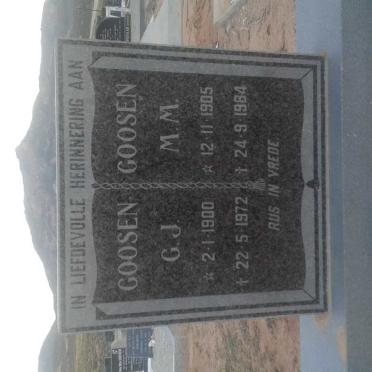 IN LIEFDEVOLLE HERINNERING AAN
GOOSEN GOOSEN
G.J. M.M.
☆ 2·1·1900 ☆ 12·11·1905
✝ 22·5·1972 ✝ 24·9·1984
RUS IN VREDE.